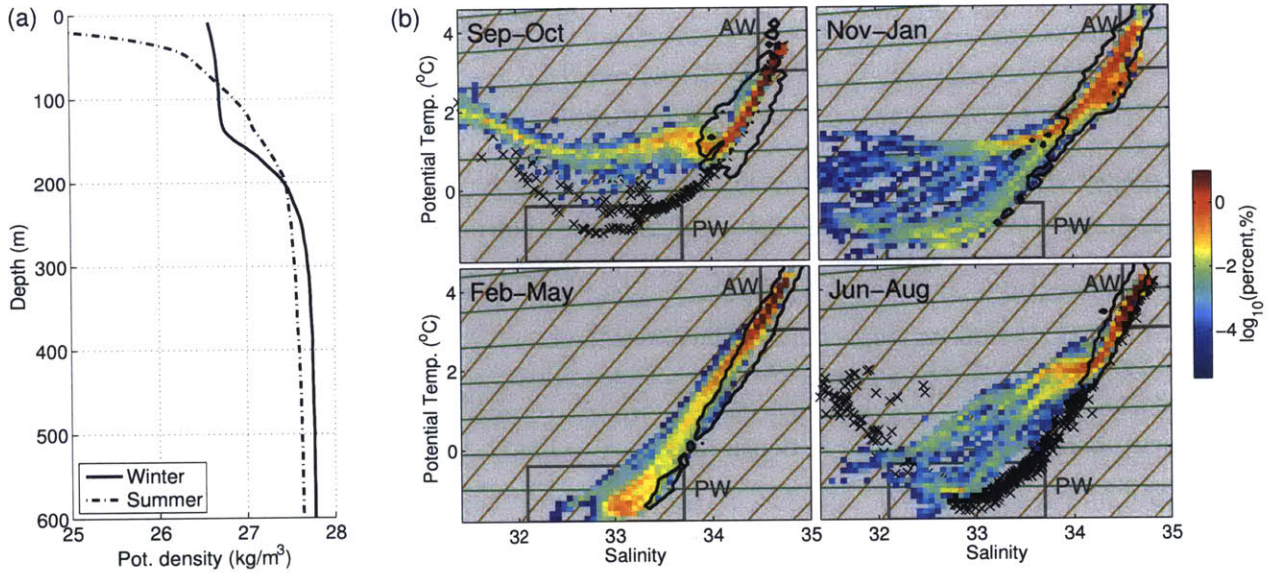 (a)
0
100
200
300
400
500
600
Depth (m)
Winter
Summer
25 26 27 28
Pot. density (kg/m³)
(b)
Sep–Oct
AW
PW
4
2
0
Potential Temp. (°C)
Nov–Jan
PW
Feb–May
AW
PW
4
2
0
Potential Temp. (°C)
32 33 34
Salinity
Jun–Aug
AW
PW
32 33 34 35
Salinity
0
-2
-4
log₁₀(percent,%)